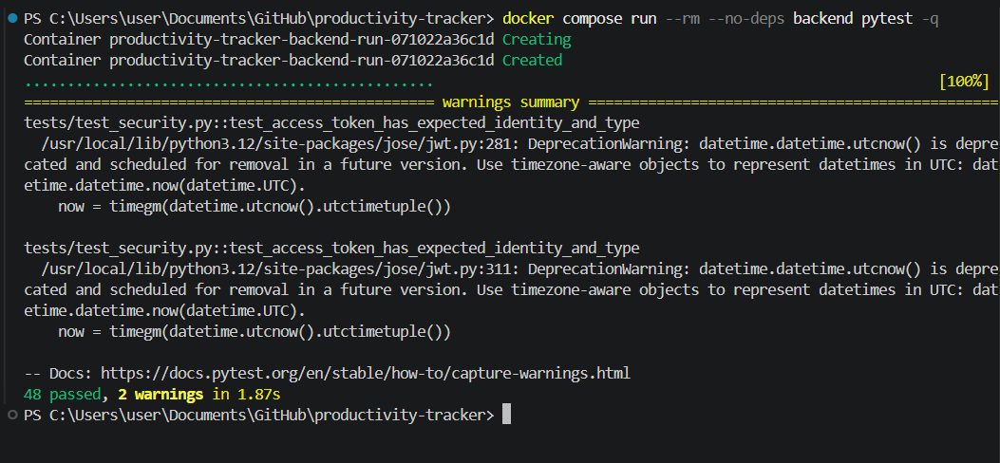 PS C:\Users\user\Documents\GitHub\productivity-tracker> docker compose run --rm --no-deps backend pytest -q
Container productivity-tracker-backend-run-071022a36c1d Creating
Container productivity-tracker-backend-run-071022a36c1d Created
................................................ [100%]
================================================ warnings summary ================================================
tests/test_security.py::test_access_token_has_expected_identity_and_type
  /usr/local/lib/python3.12/site-packages/jose/jwt.py:281: DeprecationWarning: datetime.datetime.utcnow() is depre
cated and scheduled for removal in a future version. Use timezone-aware objects to represent datetimes in UTC: dat
etime.datetime.now(datetime.UTC).
    now = timegm(datetime.utcnow().utctimetuple())
tests/test_security.py::test_access_token_has_expected_identity_and_type
  /usr/local/lib/python3.12/site-packages/jose/jwt.py:311: DeprecationWarning: datetime.datetime.utcnow() is depre
cated and scheduled for removal in a future version. Use timezone-aware objects to represent datetimes in UTC: dat
etime.datetime.now(datetime.UTC).
    now = timegm(datetime.utcnow().utctimetuple())
-- Docs: https://docs.pytest.org/en/stable/how-to/capture-warnings.html
48 passed, 2 warnings in 1.87s
PS C:\Users\user\Documents\GitHub\productivity-tracker>